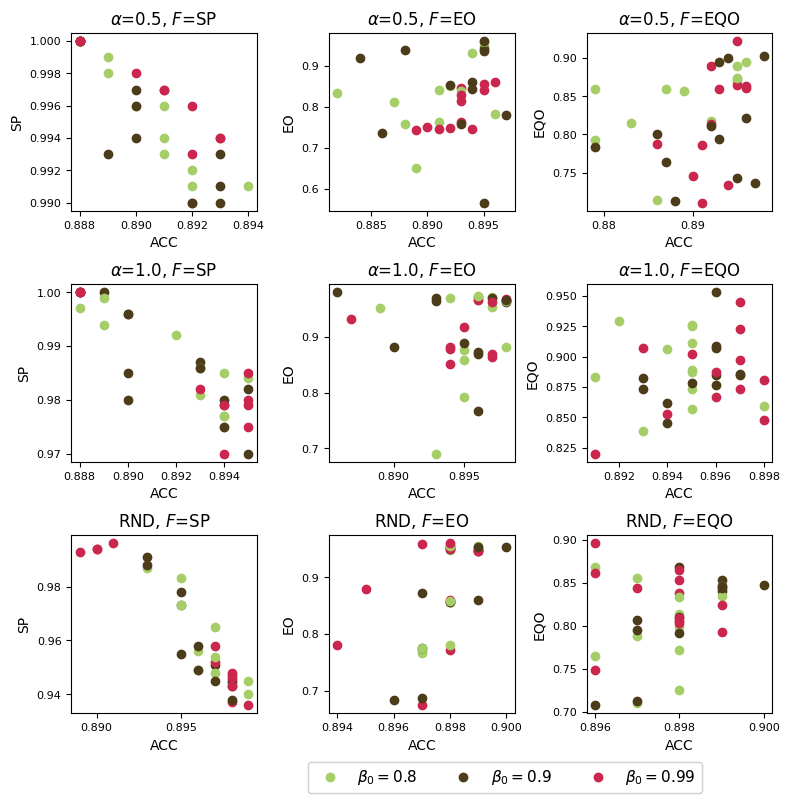 α=0.5, F=SP
α=0.5, F=EO
α=0.5, F=EQO
1.000
0.998
0.996
0.994
0.992
0.990
SP
0.888
0.890
0.892
0.894
ACC
0.9
0.8
0.7
0.6
EO
0.885
0.890
0.895
ACC
0.90
0.85
0.80
0.75
EQO
0.88
0.89
ACC
α=1.0, F=SP
α=1.0, F=EO
α=1.0, F=EQO
1.00
0.99
0.98
0.97
SP
0.888
0.890
0.892
0.894
ACC
0.9
0.8
0.7
EO
0.890
0.895
ACC
0.950
0.925
0.900
0.875
0.850
0.825
EQO
0.892
0.894
0.896
0.898
ACC
RND, F=SP
RND, F=EO
RND, F=EQO
0.98
0.96
0.94
SP
0.890
0.895
ACC
0.9
0.8
0.7
EO
0.894
0.896
0.898
0.900
ACC
0.90
0.85
0.80
0.75
0.70
EQO
0.896
0.898
0.900
ACC
β₀ = 0.8
β₀ = 0.9
β₀ = 0.99